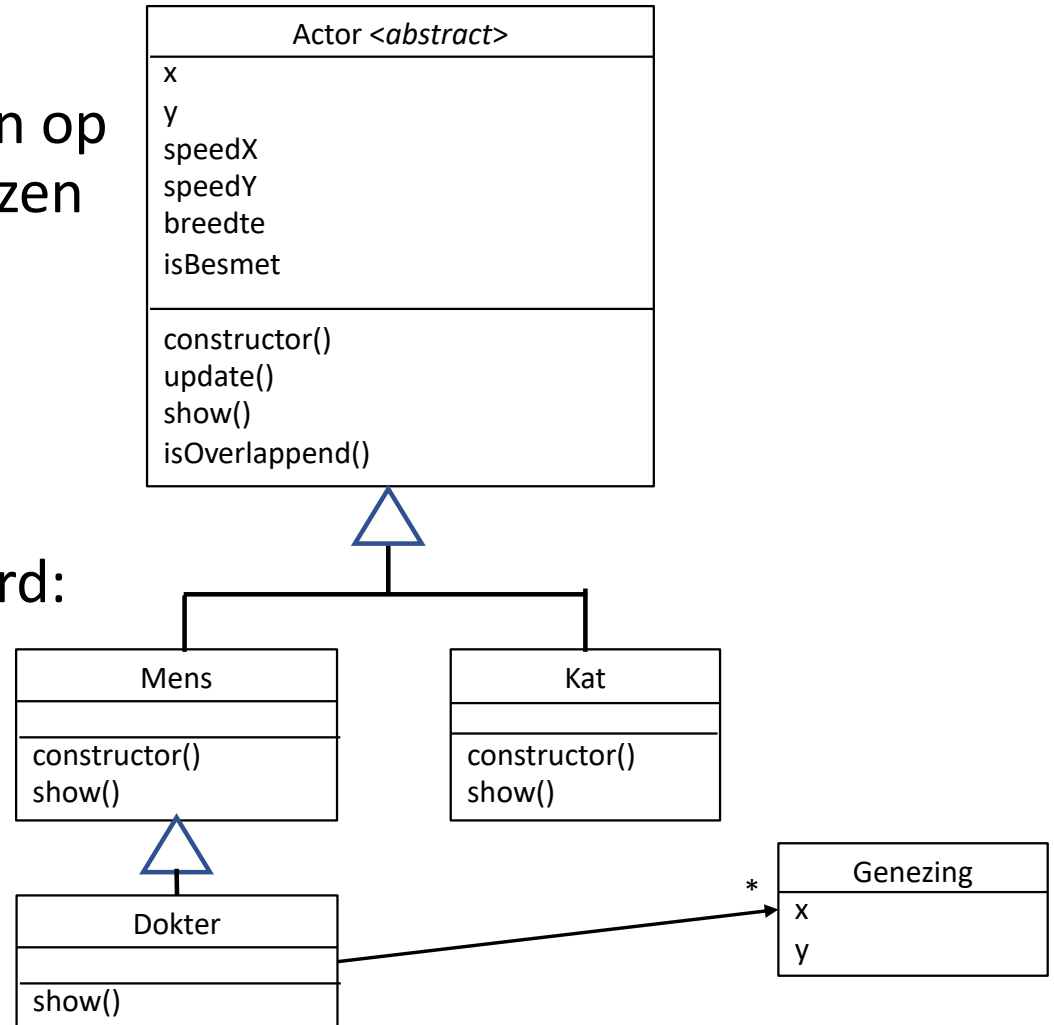 n op
zen
rd:
Actor <abstract>
x
y
speedX
speedY
breedte
isBesmet
constructor()
update()
show()
isOverlappend()
Mens
constructor()
show()
Kat
constructor()
show()
Dokter
show()
*
Genezing
x
y